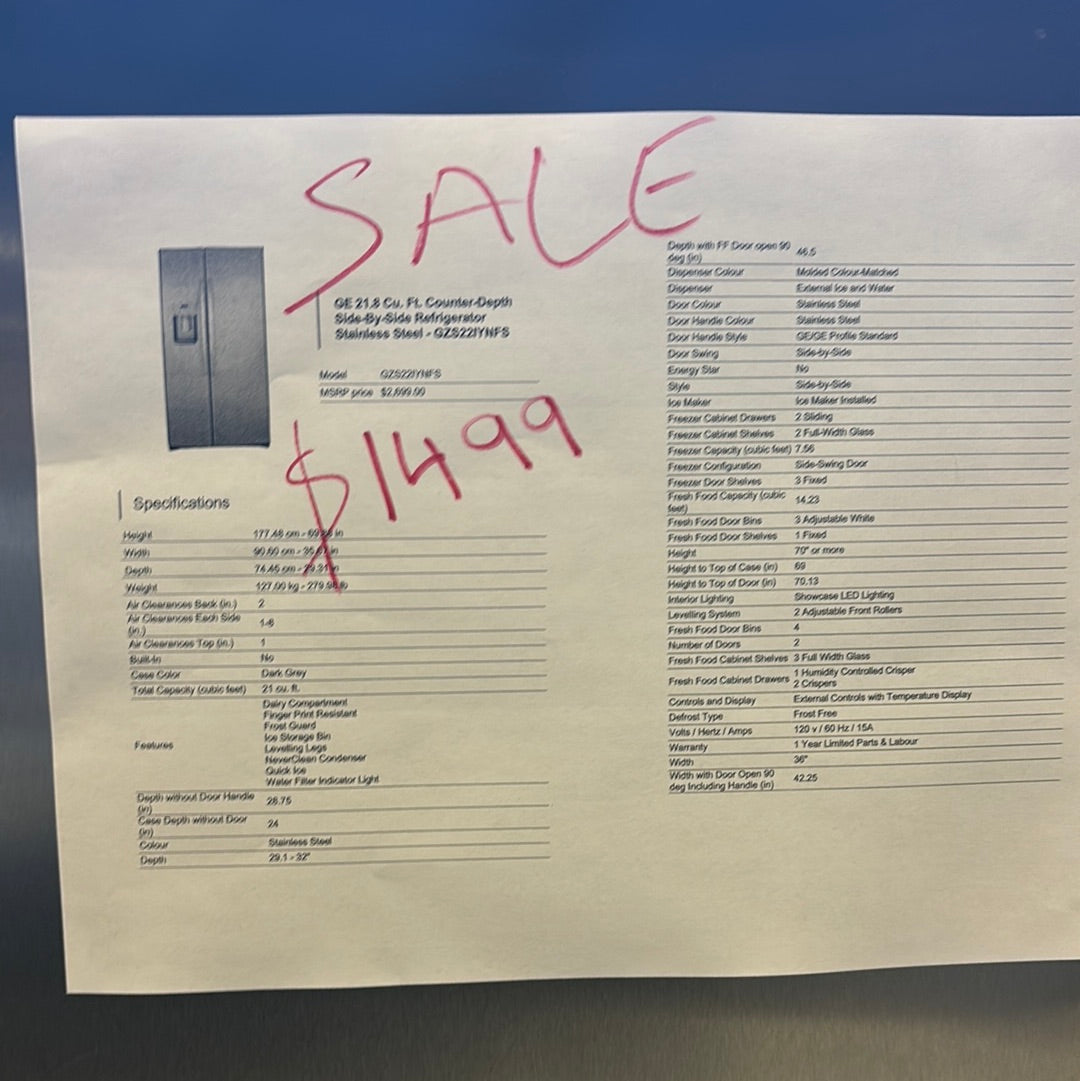 SALE
GE 21.8 Cu. Ft. Counter-Depth
Side-By-Side Refrigerator
Stainless Steel - GZS22IYNFS
Model GZS22IYNFS
MSRP price $2,699.00
$1499
Specifications
Height 177.48 cm - in
Width 90.60 cm - in
Depth 74.45 cm - in
Weight 127.00 kg - lb
Air Clearances Back (in.) 2
Air Clearances Each Side
(in.) 1-8
Air Clearances Top (in.) 1
Built-In No
Case Color Dark Grey
Total Capacity (cubic feet) 21 cu. ft.
Features
Dairy Compartment
Finger Print Resistant
Frost Guard
Ice Storage Bin
Levelling Legs
NeverClean Condenser
Quick Ice
Water Filter Indicator Light
Depth without Door Handle
(in) 28.75
Case Depth without Door
(in) 24
Colour Stainless Steel
Depth 29.1 - 32"
Depth with FF Door open 90
deg (in) 46.5
Dispenser Colour Molded Colour-Matched
Dispenser External Ice and Water
Door Colour Stainless Steel
Door Handle Colour Stainless Steel
Door Handle Style GE/GE Profile Standard
Door Swing Side-by-Side
Energy Star No
Style Side-by-Side
Ice Maker Ice Maker Installed
Freezer Cabinet Drawers 2 Sliding
Freezer Cabinet Shelves 2 Full-Width Glass
Freezer Capacity (cubic feet) 7.56
Freezer Configuration Side-Swing Door
Freezer Door Shelves 3 Fixed
Fresh Food Capacity (cubic
feet) 14.23
Fresh Food Door Bins 3 Adjustable White
Fresh Food Door Shelves 1 Fixed
Height 70" or more
Height to Top of Case (in) 69
Height to Top of Door (in) 70.13
Interior Lighting Showcase LED Lighting
Levelling System 2 Adjustable Front Rollers
Fresh Food Door Bins 4
Number of Doors 2
Fresh Food Cabinet Shelves 3 Full Width Glass
Fresh Food Cabinet Drawers 1 Humidity Controlled Crisper
2 Crispers
Controls and Display External Controls with Temperature Display
Defrost Type Frost Free
Volts / Hertz / Amps 120 v / 60 Hz / 15A
Warranty 1 Year Limited Parts & Labour
Width 36"
Width with Door Open 90
deg Including Handle (in) 42.25